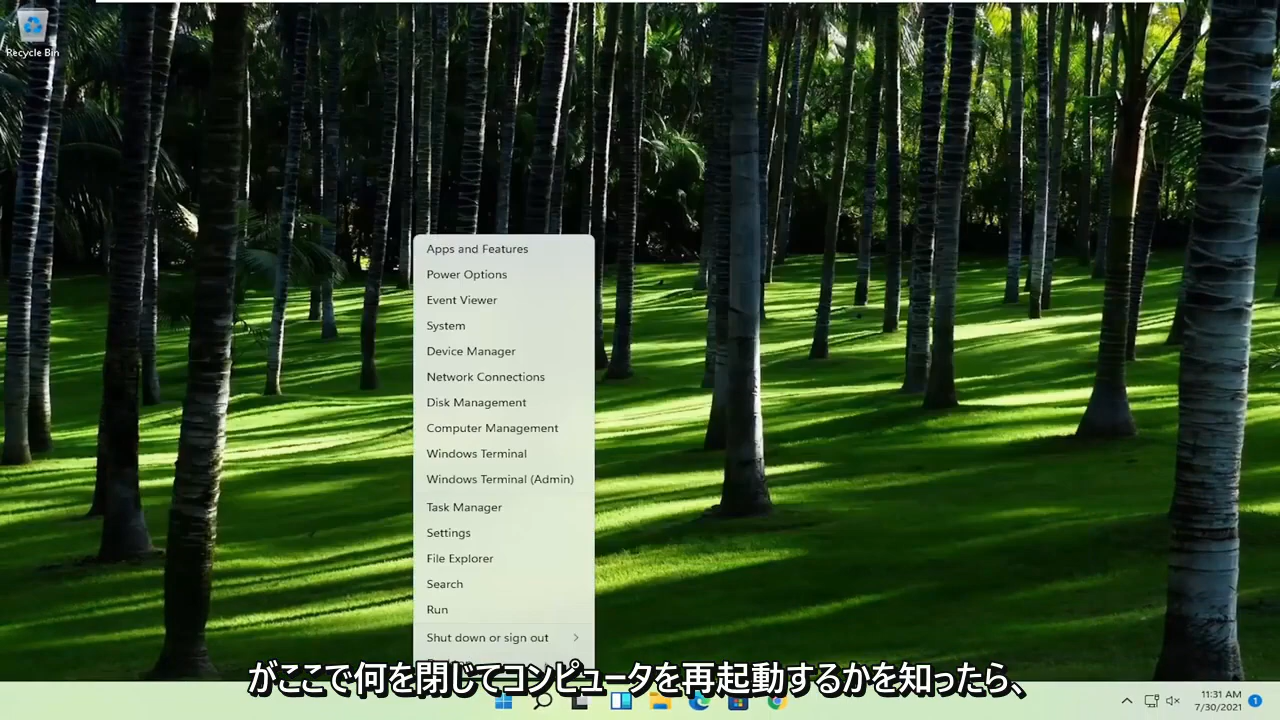 Recycle Bin
Apps and Features
Power Options
Event Viewer
System
Device Manager
Network Connections
Disk Management
Computer Management
Windows Terminal
Windows Terminal (Admin)
Task Manager
Settings
File Explorer
Search
Run
Shut down or sign out
がここで何を閉じてコンピュータを再起動するかを知ったら、
11:31 AM
7/30/2021
1